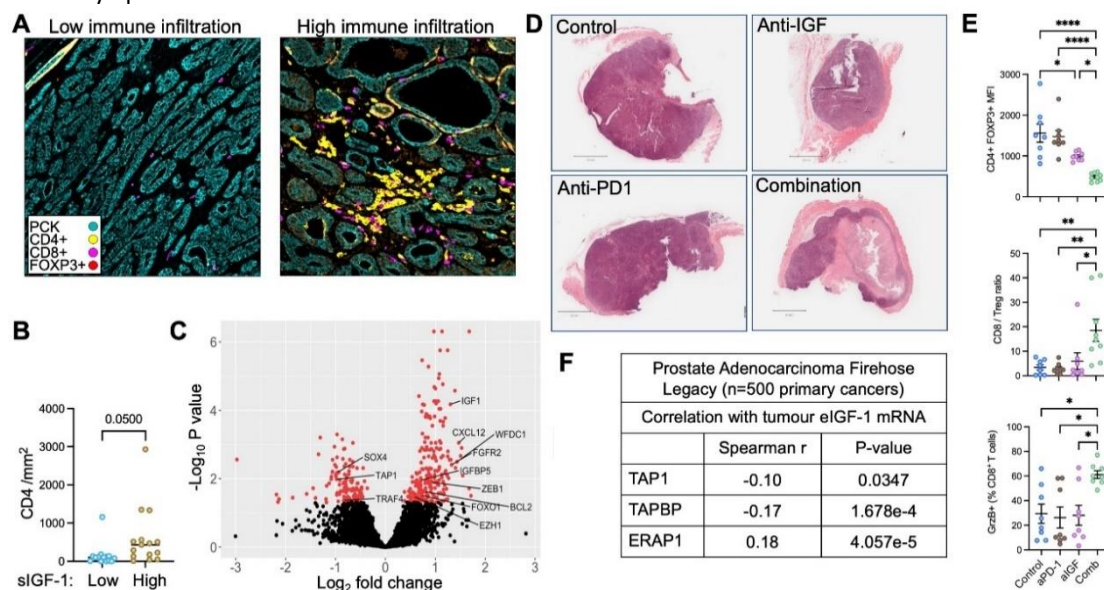 A
Low immune infiltration
High immune infiltration
PCK
CD4+
CD8+
FOXP3+
B
CD4 /mm²
4000
3000
2000
1000
0
0.0500
sIGF-1: Low High
C
-Log₁₀ P value
6
4
2
0
IGF1
CXCL12
WFDC1
FGFR2
SOX4
IGFBP5
TAP1
ZEB1
TRAF4
BCL2
FOXO1
EZH1
-3 -2 -1 0 1 2 3
Log₂ fold change
D
Control
Anti-IGF
Anti-PD1
Combination
E
****
****
* *
CD4+ FOXP3+ MFI
3000
2000
1000
0
**
**
*
CD8 / Treg ratio
50
40
30
20
10
0
*
*
*
GrzB+ (% CD8⁺ T cells)
100
80
60
40
20
0
Control aPD-1 aIGF Comb
F
Prostate Adenocarcinoma Firehose
Legacy (n=500 primary cancers)
Correlation with tumour eIGF-1 mRNA
Spearman r P-value
TAP1 -0.10 0.0347
TAPBP -0.17 1.678e-4
ERAP1 0.18 4.057e-5